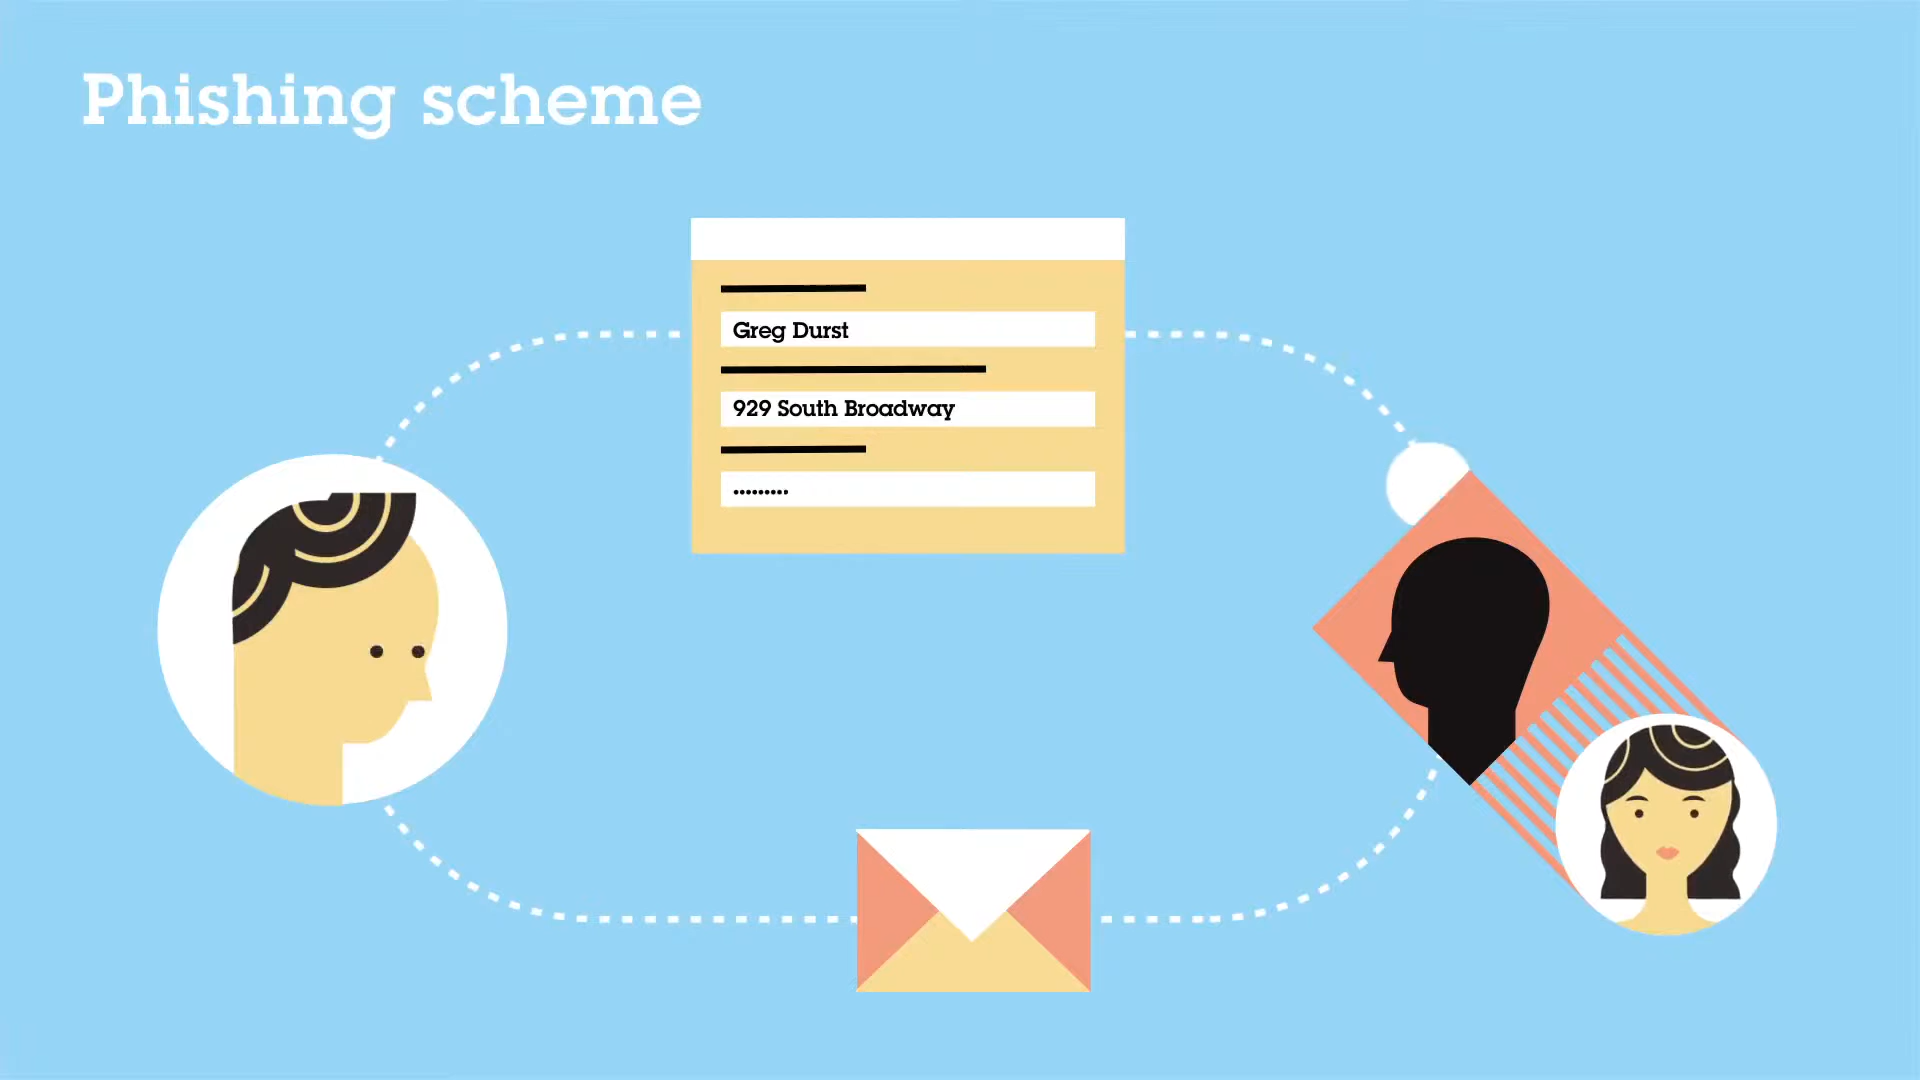 Phishing scheme
Greg Durst
929 South Broadway
•••••••••